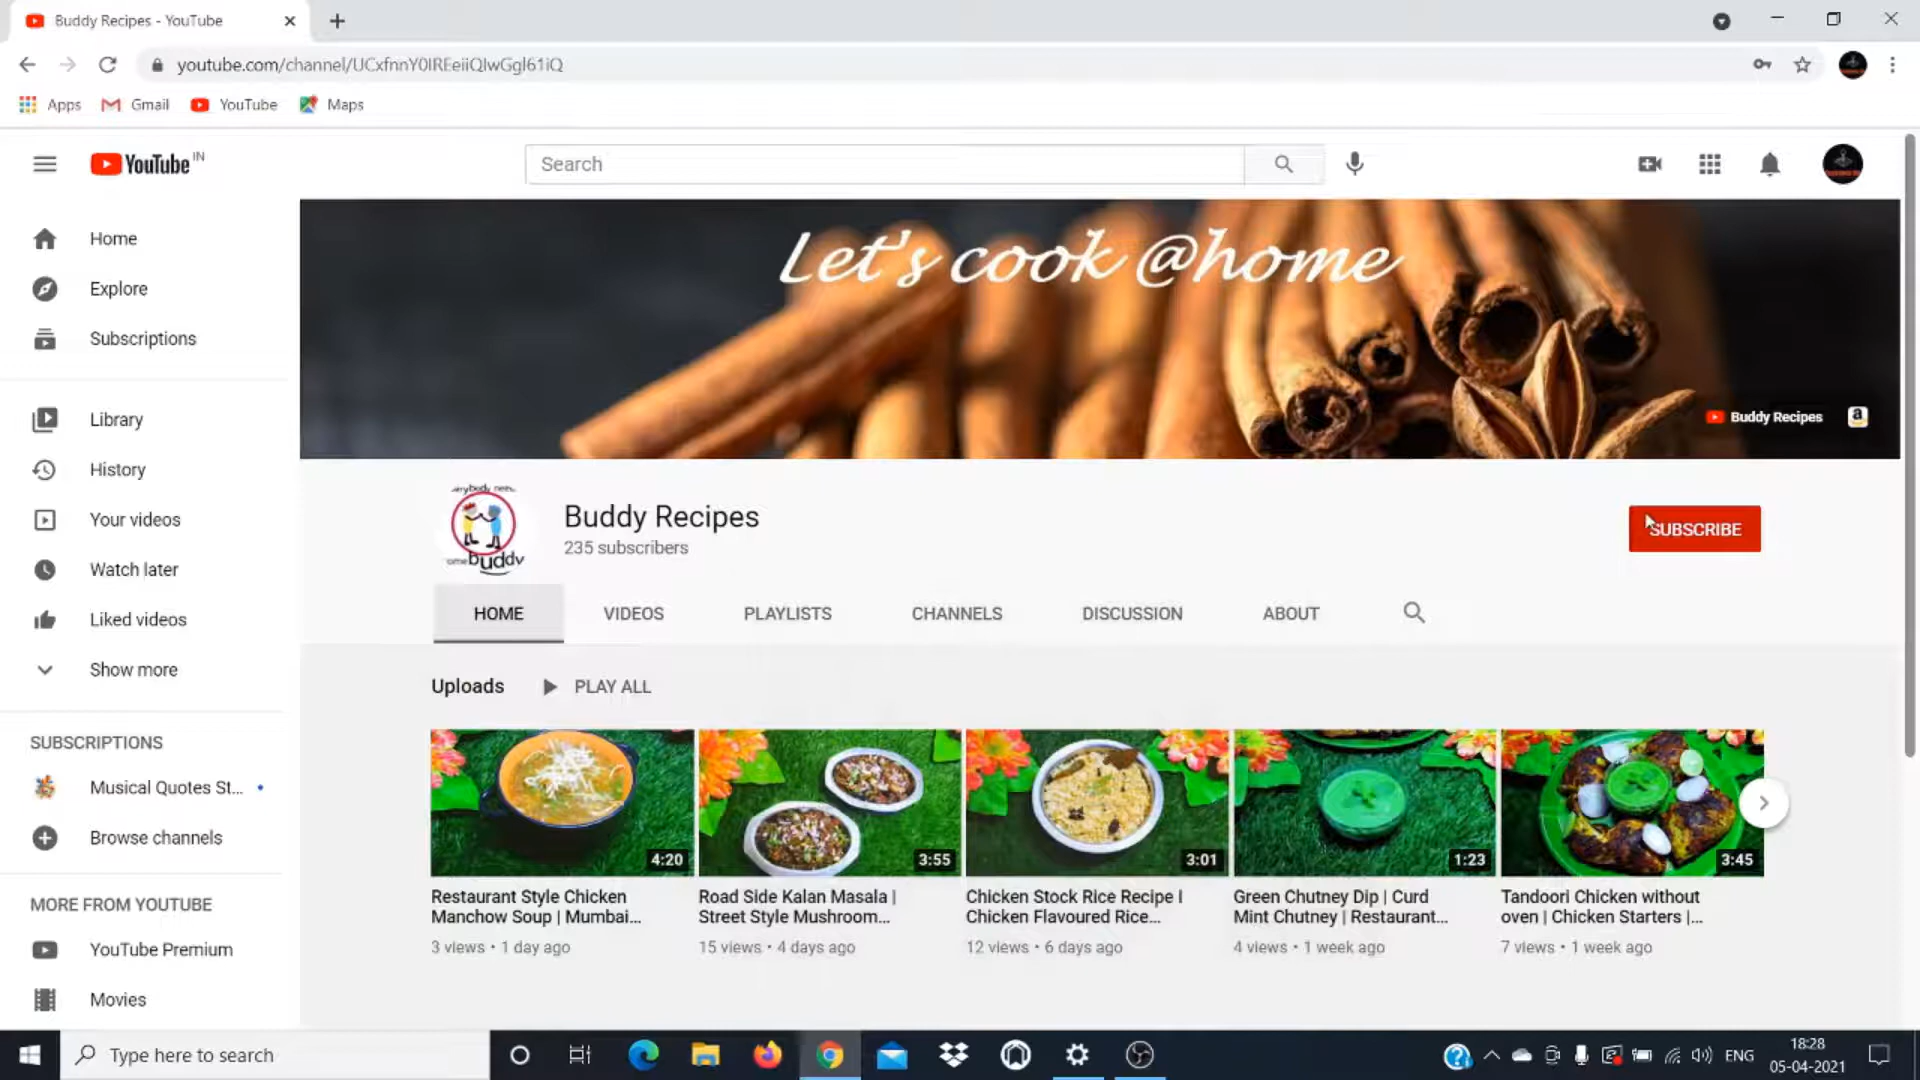 Buddy Recipes - YouTube
youtube.com/channel/UCxfnnY0IREeiiQIwGgl61iQ
Apps Gmail YouTube Maps
YouTube IN
Search
Home
Explore
Subscriptions
Library
History
Your videos
Watch later
Liked videos
Show more
SUBSCRIPTIONS
Musical Quotes St...
Browse channels
MORE FROM YOUTUBE
YouTube Premium
Movies
Let's cook @home
Buddy Recipes
buddy
Buddy Recipes
235 subscribers
SUBSCRIBE
HOME VIDEOS PLAYLISTS CHANNELS DISCUSSION ABOUT
Uploads PLAY ALL
4:20
Restaurant Style Chicken
Manchow Soup | Mumbai...
3 views • 1 day ago
3:55
Road Side Kalan Masala |
Street Style Mushroom...
15 views • 4 days ago
3:01
Chicken Stock Rice Recipe I
Chicken Flavoured Rice...
12 views • 6 days ago
1:23
Green Chutney Dip | Curd
Mint Chutney | Restaurant...
4 views • 1 week ago
3:45
Tandoori Chicken without
oven | Chicken Starters |...
7 views • 1 week ago
Type here to search
ENG
18:28
05-04-2021